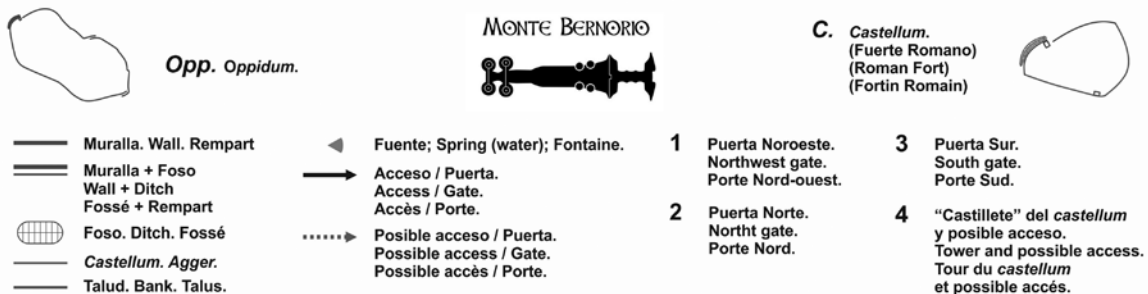 MONTE BERNORIO
Opp. Oppidum.
C. Castellum.
(Fuerte Romano)
(Roman Fort)
(Fortin Romain)
Muralla. Wall. Rempart
Muralla + Foso
Wall + Ditch
Fossé + Rempart
Foso. Ditch. Fossé
Castellum. Agger.
Talud. Bank. Talus.
Fuente; Spring (water); Fontaine.
Acceso / Puerta.
Access / Gate.
Accès / Porte.
Posible acceso / Puerta.
Possible access / Gate.
Possible accès / Porte.
1 Puerta Noroeste.
Northwest gate.
Porte Nord-ouest.
2 Puerta Norte.
Northt gate.
Porte Nord.
3 Puerta Sur.
South gate.
Porte Sud.
4 “Castillete” del castellum
y posible acceso.
Tower and possible access.
Tour du castellum
et possible accés.